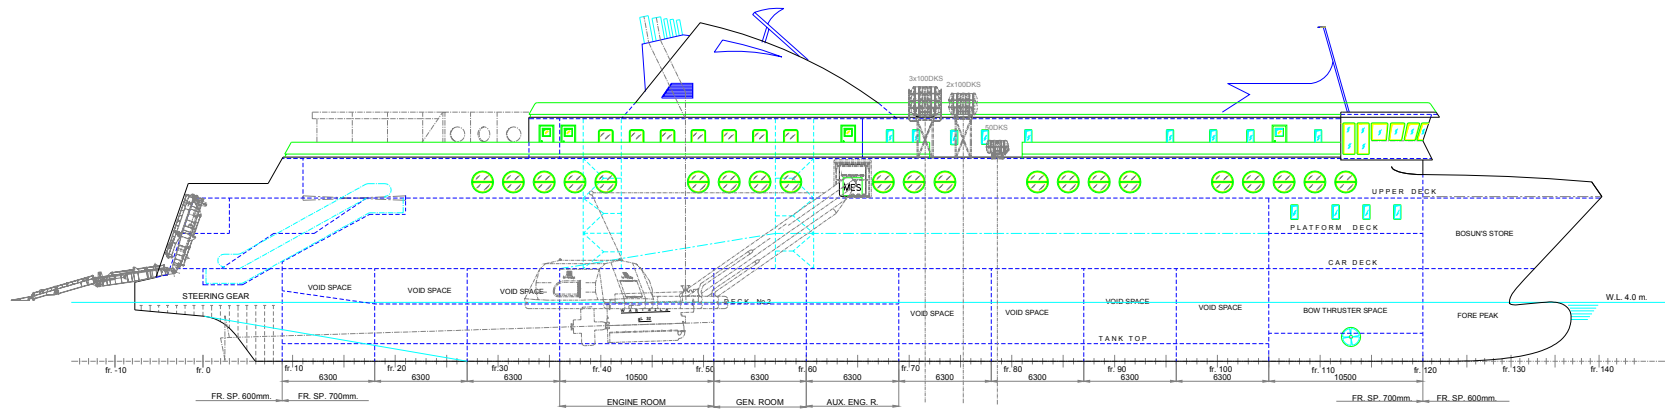 3x100DKS
2x100DKS
50DKS
MES
UPPER DECK
PLATFORM DECK
BOSUN'S STORE
CAR DECK
STEERING GEAR
VOID SPACE
VOID SPACE
VOID SPACE
DECK No2
VOID SPACE
VOID SPACE
VOID SPACE
VOID SPACE
BOW THRUSTER SPACE
FORE PEAK
W.L. 4.0 m.
TANK TOP
fr. -10
fr. 0
fr. 10
fr. 20
fr. 30
fr. 40
fr. 50
fr. 60
fr. 70
fr. 80
fr. 90
fr. 100
fr. 110
fr. 120
fr. 130
fr. 140
6300
6300
6300
10500
6300
6300
6300
6300
6300
6300
10500
FR. SP. 600mm.
FR. SP. 700mm.
ENGINE ROOM
GEN. ROOM
AUX. ENG. R.
FR. SP. 700mm.
FR. SP. 600mm.